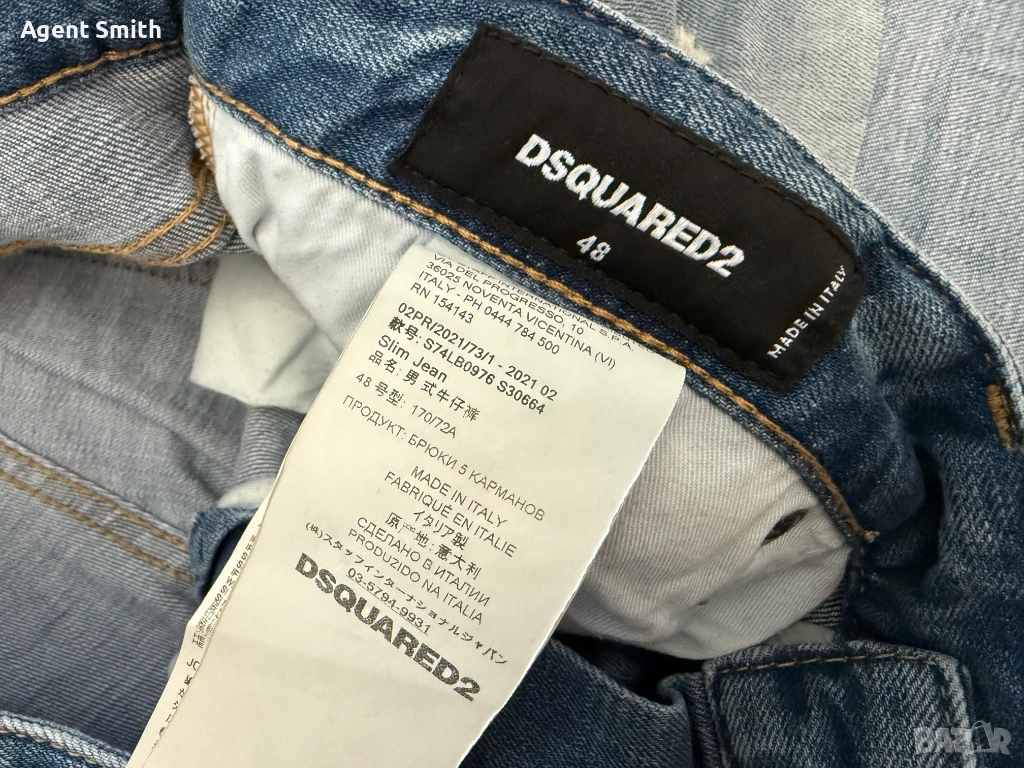 Agent Smith
DSQUARED2
48
MADE IN ITALY
INTERNATIONAL S.P.A.
VIA DEL PROGRESSO, 10
36025 NOVENTA VICENTINA (VI)
ITALY - PH 0444 784 500
RN 154143
02PR/2021/73/1 - 2021 02
款号: S74LB0976 S30664
Slim Jean
品名: 男式牛仔裤
48 号型: 170/72A
ПРОДУКТ: БРЮКИ 5 КАРМАНОВ
MADE IN ITALY
FABRIQUÉ EN ITALIE
イタリア製
原产地: 意大利
СДЕЛАНО В ИТАЛИИ
PRODUZIDO NA ITALIA
(株)スタッフインターナショナルジャパン
03-5794-9931
DSQUARED2
BAZAR